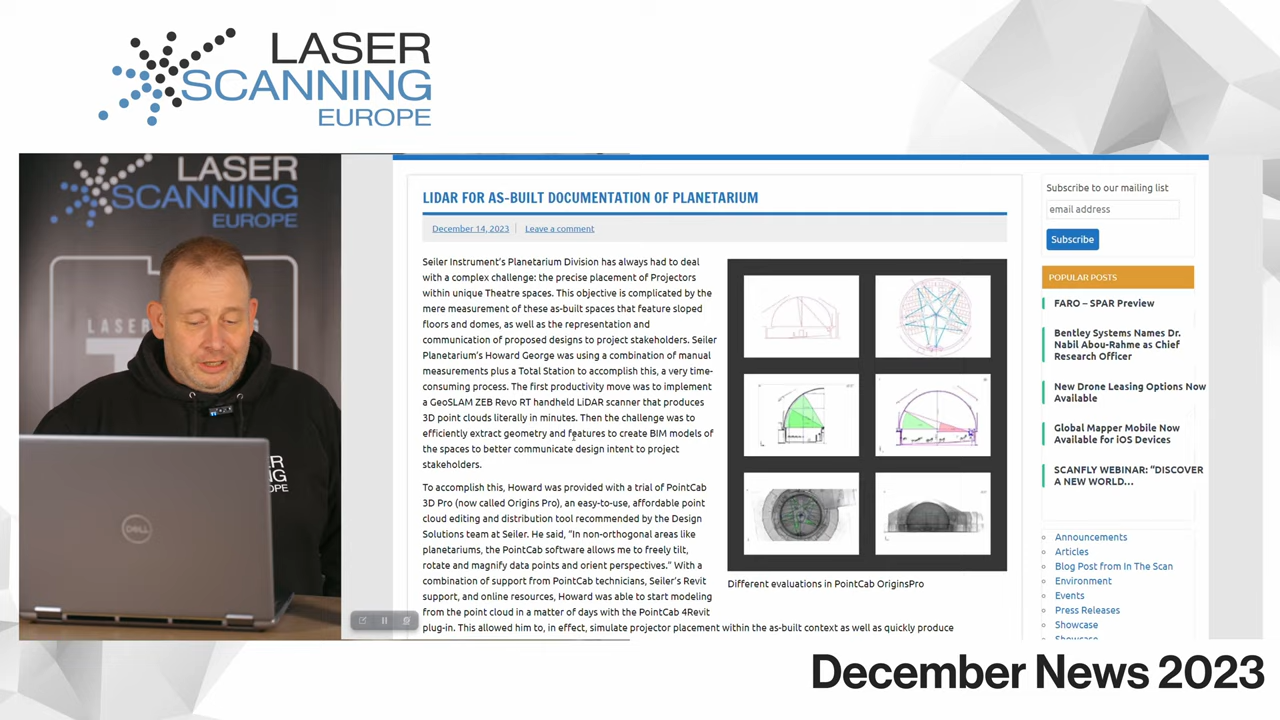 LASER
SCANNING
EUROPE
LASER
SCANNING
EUROPE
LASER
DELL
SCANNING
EUROPE
LIDAR FOR AS-BUILT DOCUMENTATION OF PLANETARIUM
December 14, 2023
Leave a comment
Seiler Instrument's Planetarium Division has always had to deal
with a complex challenge: the precise placement of Projectors
within unique Theatre spaces. This objective is complicated by the
mere measurement of these as-built spaces that feature sloped
floors and domes, as well as the representation and
communication of proposed designs to project stakeholders. Seiler
Planetarium's Howard George was using a combination of manual
measurements plus a Total Station to accomplish this, a very time-
consuming process. The first productivity move was to implement
a GeoSLAM ZEB Revo RT handheld LiDAR scanner that produces
3D point clouds literally in minutes. Then the challenge was to
efficiently extract geometry and features to create BIM models of
the spaces to better communicate design intent to project
stakeholders.
To accomplish this, Howard was provided with a trial of PointCab
3D Pro (now called Origins Pro), an easy-to-use, affordable point
cloud editing and distribution tool recommended by the Design
Solutions team at Seiler. He said, "In non-orthogonal areas like
planetariums, the PointCab software allows me to freely tilt,
rotate and magnify data points and orient perspectives." With a
combination of support from PointCab technicians, Seiler's Revit
support, and online resources, Howard was able to start modeling
from the point cloud in a matter of days with the PointCab 4Revit
plug-in. This allowed him to, in effect, simulate projector placement within the as-built context as well as quickly produce
Different evaluations in PointCab OriginsPro
Subscribe to our mailing list
email address
Subscribe
POPULAR POSTS
FARO – SPAR Preview
Bentley Systems Names Dr.
Nabil Abou-Rahme as Chief
Research Officer
New Drone Leasing Options Now
Available
Global Mapper Mobile Now
Available for iOS Devices
SCANFLY WEBINAR: "DISCOVER
A NEW WORLD...
Announcements
Articles
Blog Post from In The Scan
Environment
Events
Press Releases
Showcase
December News 2023